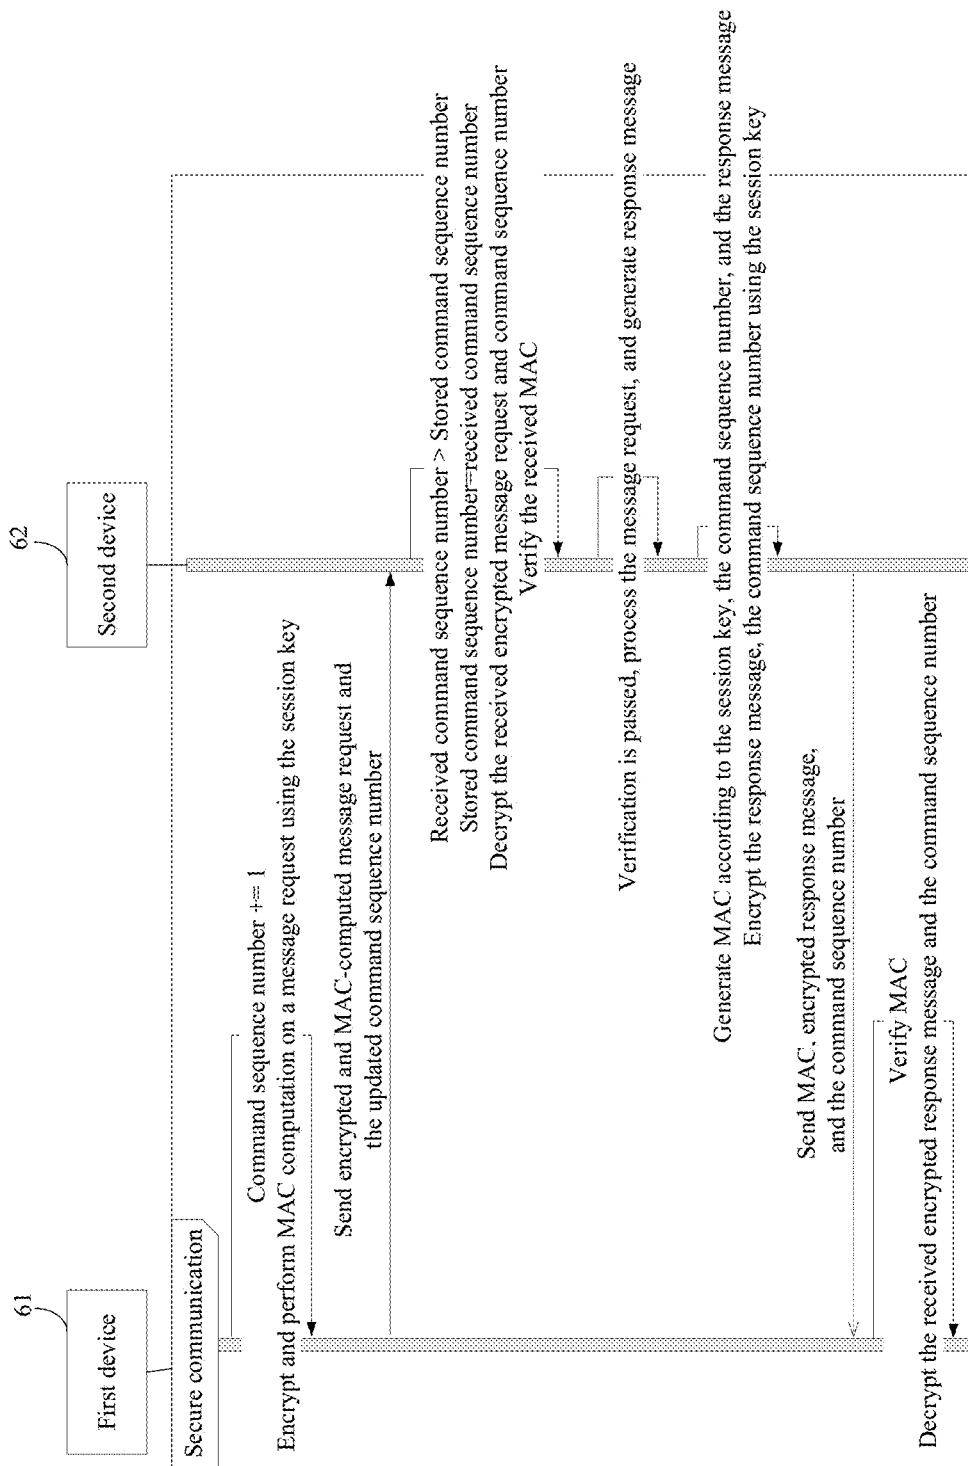 61
62
First device
Second device
Secure communication
Command sequence number += 1
Encrypt and perform MAC computation on a message request using the session key
Send encrypted and MAC-computed message request and
the updated command sequence number
Received command sequence number > Stored command sequence number
Stored command sequence number=received command sequence number
Decrypt the received encrypted message request and command sequence number
Verify the received MAC
Verification is passed, process the message request, and generate response message
Generate MAC according to the session key, the command sequence number, and the response message
Encrypt the response message, the command sequence number using the session key
Send MAC, encrypted response message,
and the command sequence number
Verify MAC
Decrypt the received encrypted response message and the command sequence number